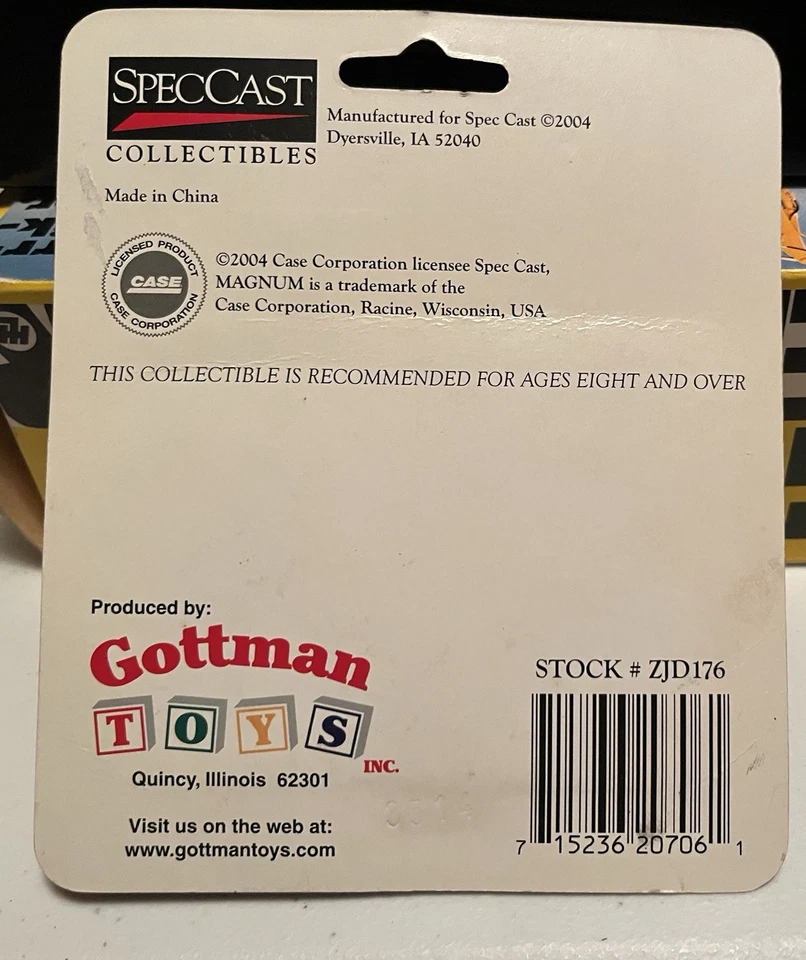 SPECCAST
COLLECTIBLES
Manufactured for Spec Cast ©2004
Dyersville, IA 52040
Made in China
LICENSED PRODUCT
CASE
CASE CORPORATION
©2004 Case Corporation licensee Spec Cast,
MAGNUM is a trademark of the
Case Corporation, Racine, Wisconsin, USA
THIS COLLECTIBLE IS RECOMMENDED FOR AGES EIGHT AND OVER
Produced by:
Gottman
TOYS
INC.
Quincy, Illinois 62301
Visit us on the web at:
www.gottmantoys.com
STOCK # ZJD176
7 15236 20706 1